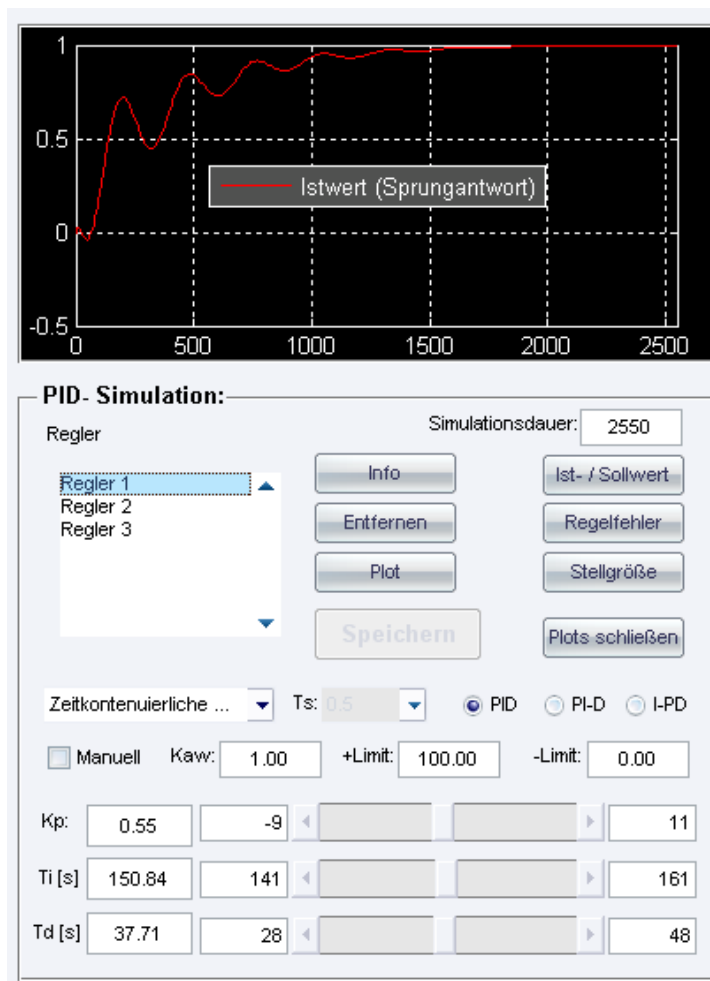 1
0.5
Istwert (Sprungantwort)
0
-0.5
0 500 1000 1500 2000 2500
PID- Simulation:
Regler
Simulationsdauer: 2550
Regler 1
Regler 2
Regler 3
Info
Ist- / Sollwert
Entfernen
Regelfehler
Plot
Stellgröße
Speichern
Plots schließen
Zeitkontenuierliche ... Ts: 0.5 PID PI-D I-PD
Manuell Kaw: 1.00 +Limit: 100.00 -Limit: 0.00
Kp: 0.55 -9 11
Ti [s] 150.84 141 161
Td [s] 37.71 28 48